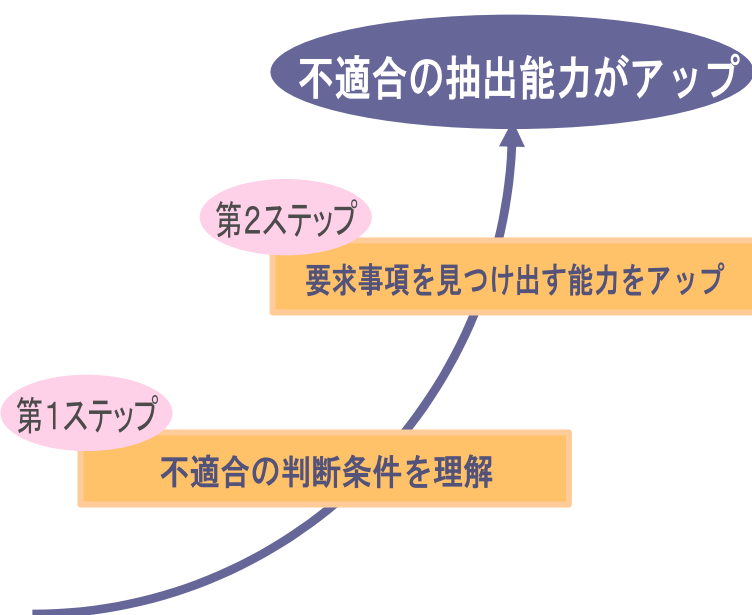 不適合の抽出能力がアップ
第2ステップ
要求事項を見つけ出す能力をアップ
第1ステップ
不適合の判断条件を理解